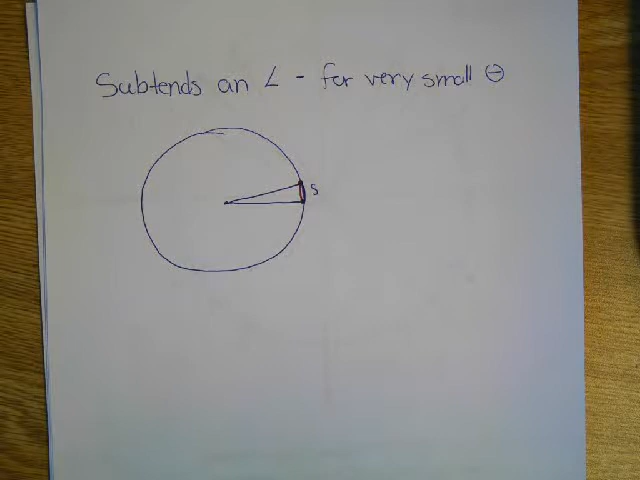 Subtends an ∠ - for very small θ
s